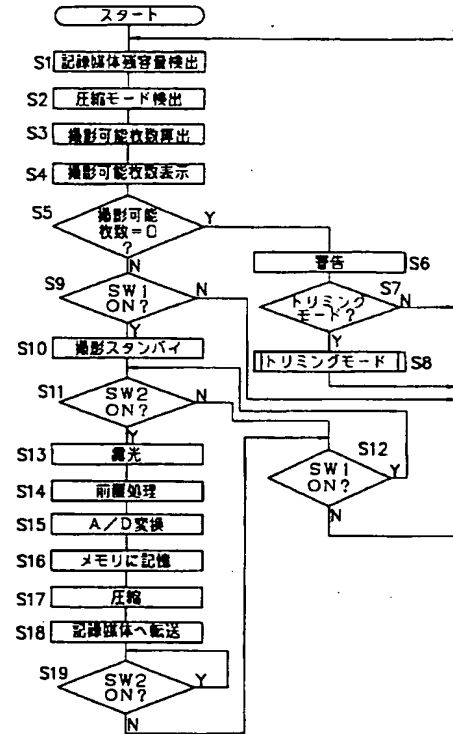 スタート
S1 記録媒体残容量検出
S2 圧縮モード検出
S3 撮影可能枚数算出
S4 撮影可能枚数表示
S5 撮影可能
枚数=0
?
Y
N
警告 S6
S7
トリミング
モード?
N
Y
トリミングモード S8
S9 SW1
ON?
N
Y
S10 撮影スタンバイ
S11 SW2
ON?
N
Y
S12
SW1
ON?
Y
N
S13 露光
S14 前置処理
S15 A/D変換
S16 メモリに記憶
S17 圧縮
S18 記録媒体へ転送
S19 SW2
ON?
Y
N